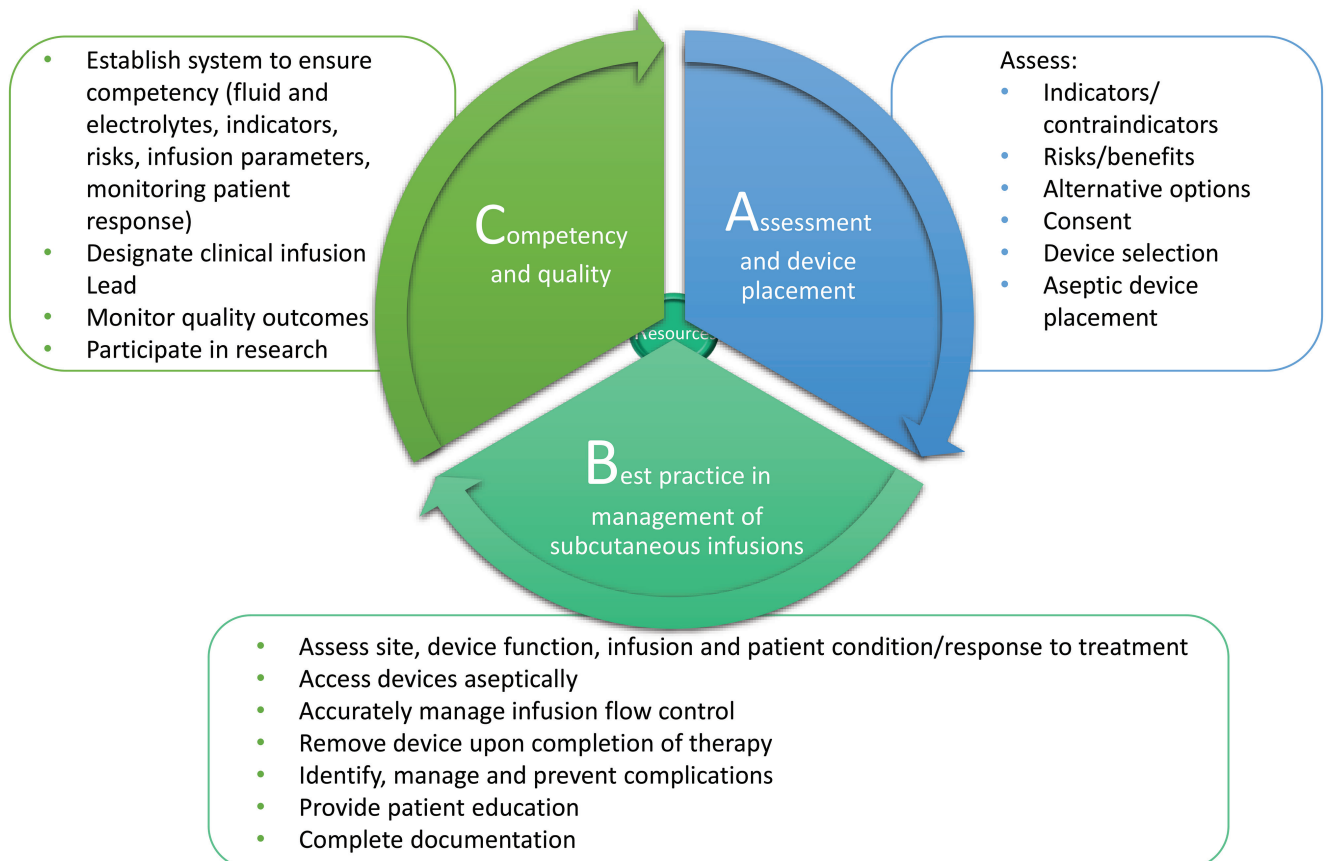 • Establish system to ensure
competency (fluid and
electrolytes, indicators,
risks, infusion parameters,
monitoring patient
response)
• Designate clinical infusion
Lead
• Monitor quality outcomes
• Participate in research
Competency
and quality
Assessment
and device
placement
Assess:
• Indicators/
contraindicators
• Risks/benefits
• Alternative options
• Consent
• Device selection
• Aseptic device
placement
Resources
Best practice in
management of
subcutaneous infusions
• Assess site, device function, infusion and patient condition/response to treatment
• Access devices aseptically
• Accurately manage infusion flow control
• Remove device upon completion of therapy
• Identify, manage and prevent complications
• Provide patient education
• Complete documentation